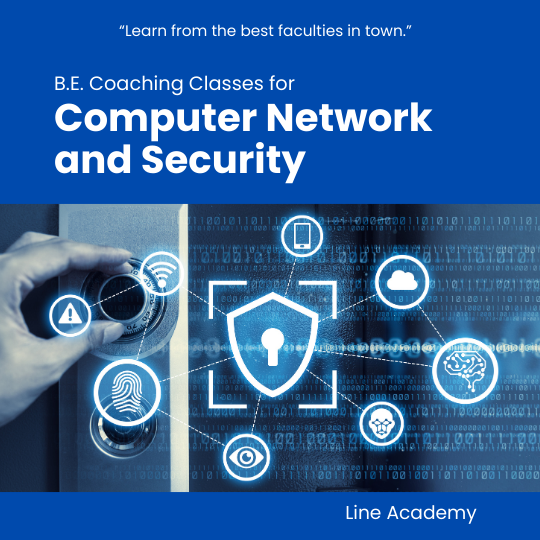 “Learn from the best faculties in town.”
B.E. Coaching Classes for
Computer Network
and Security
Line Academy